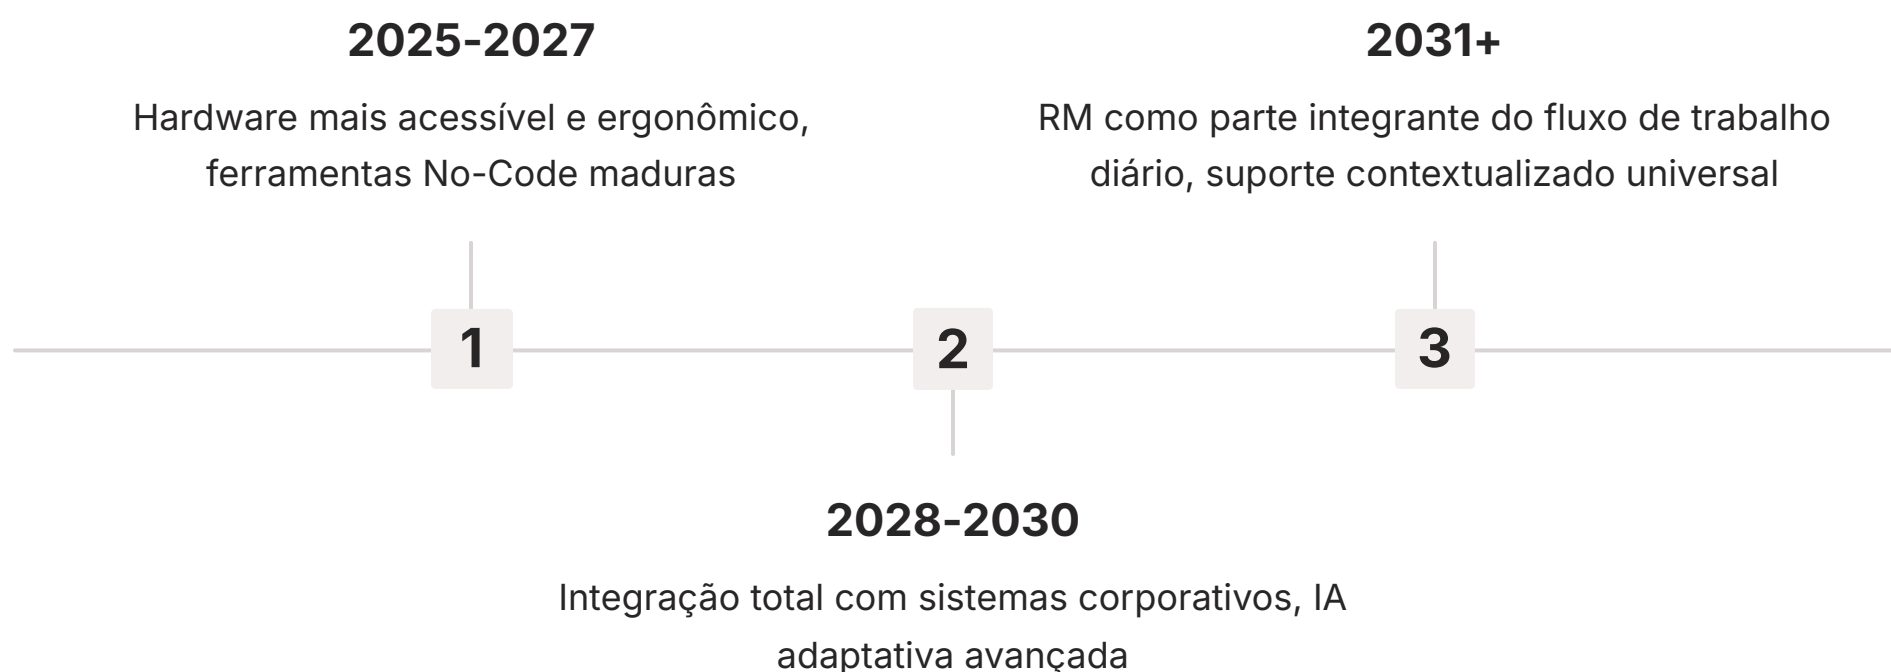 2025-2027
Hardware mais acessível e ergonômico,
ferramentas No-Code maduras
2031+
RM como parte integrante do fluxo de trabalho
diário, suporte contextualizado universal
1
2
3
2028-2030
Integração total com sistemas corporativos, IA
adaptativa avançada